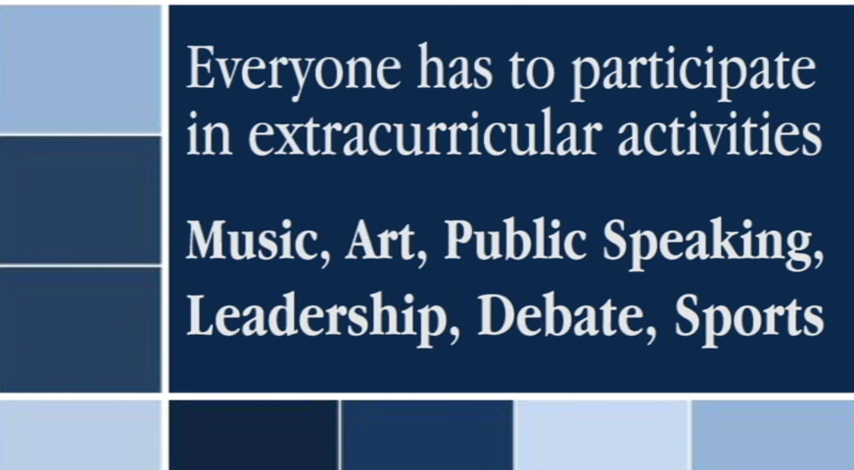 Everyone has to participate
in extracurricular activities
Music, Art, Public Speaking,
Leadership, Debate, Sports